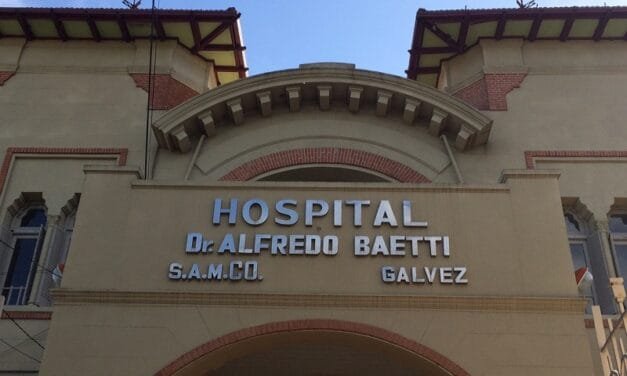 HOSPITAL
Dr. ALFREDO BAETTI
S.A.M.CO. GALVEZ